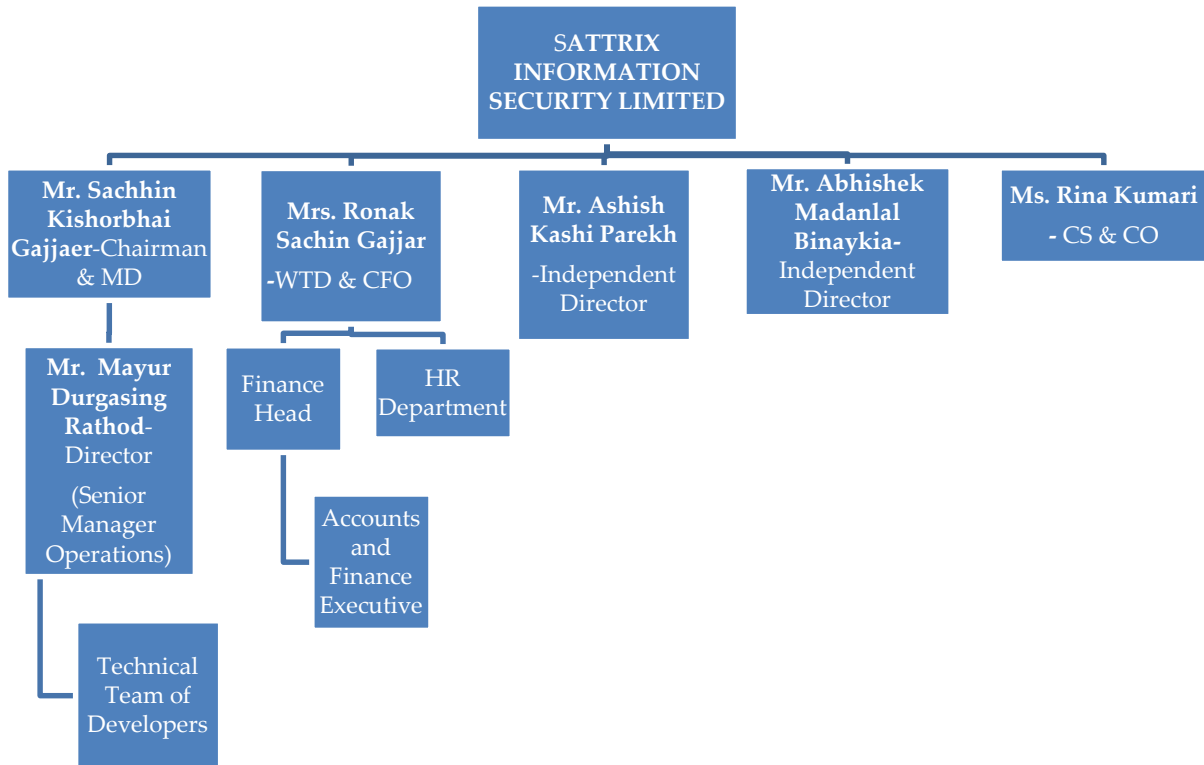 SATTRIX
INFORMATION
SECURITY LIMITED
Mr. Sachhin
Kishorbhai
Gajjaer-Chairman
& MD
Mrs. Ronak
Sachin Gajjar
-WTD & CFO
Mr. Ashish
Kashi Parekh
-Independent
Director
Mr. Abhishek
Madanlal
Binaykia-
Independent
Director
Ms. Rina Kumari
- CS & CO
Mr. Mayur
Durgasing
Rathod-
Director
(Senior
Manager
Operations)
Finance
Head
HR
Department
Accounts
and
Finance
Executive
Technical
Team of
Developers